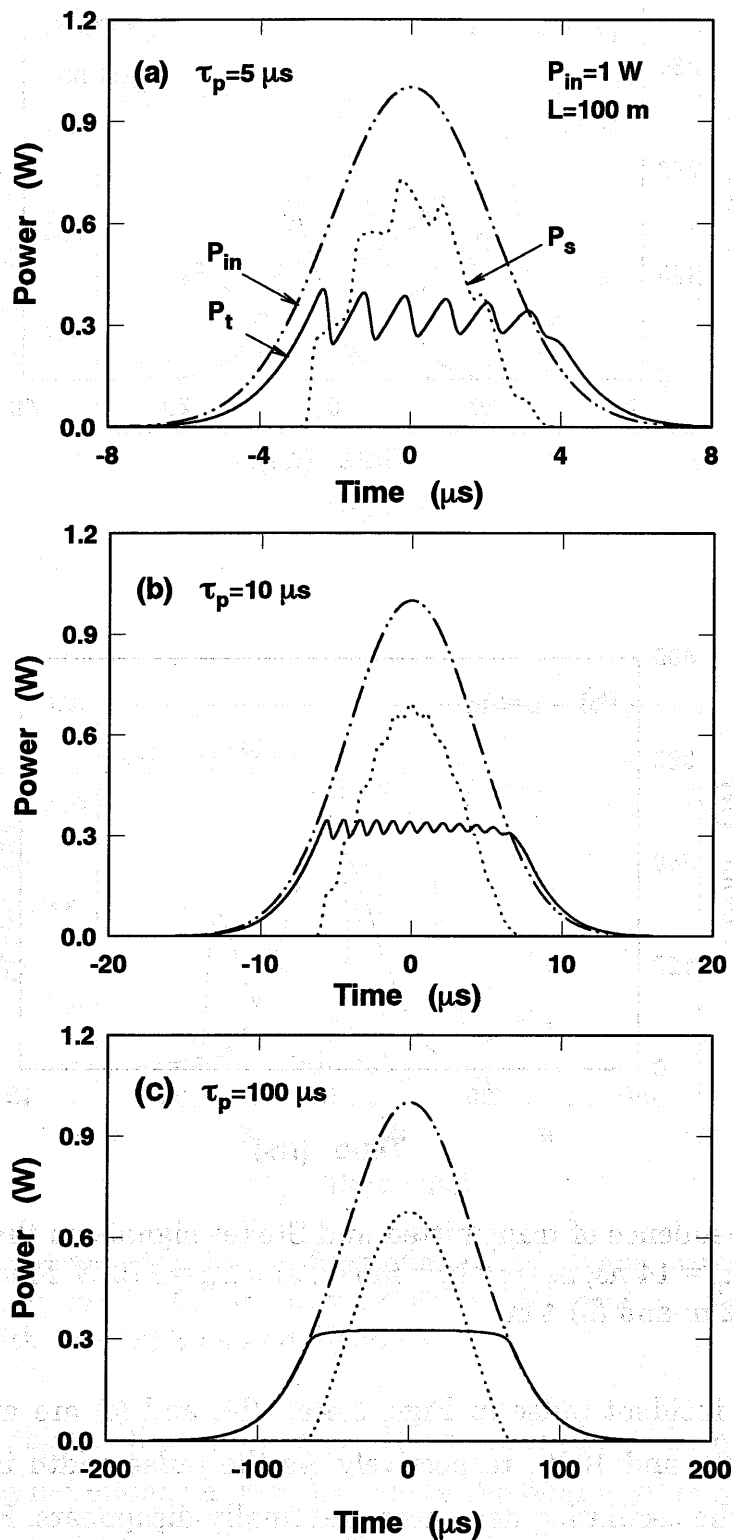 1.2
(a) τp=5 μs
Pin=1 W
L=100 m
0.9
Power (W)
0.6
Ps
Pin
Pt
0.3
0.0
-8 -4 0 4 8
Time (μs)
1.2
(b) τp=10 μs
0.9
Power (W)
0.6
0.3
0.0
-20 -10 0 10 20
Time (μs)
1.2
(c) τp=100 μs
0.9
Power (W)
0.6
0.3
0.0
-200 -100 0 100 200
Time (μs)